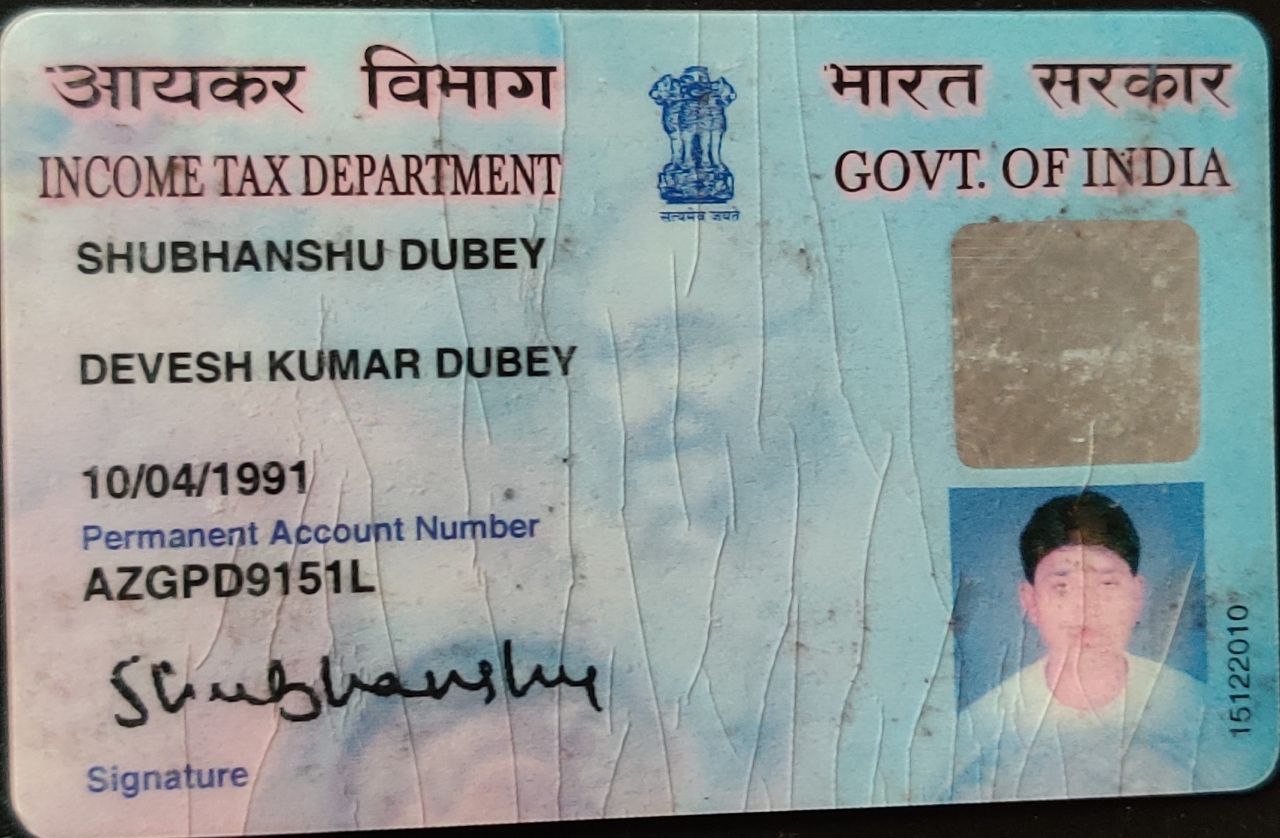 आयकर विभाग भारत सरकार
INCOME TAX DEPARTMENT GOVT. OF INDIA
सत्यमेव जयते
SHUBHANSHU DUBEY
DEVESH KUMAR DUBEY
10/04/1991
Permanent Account Number
AZGPD9151L
Shubhanshu
Signature
15122010